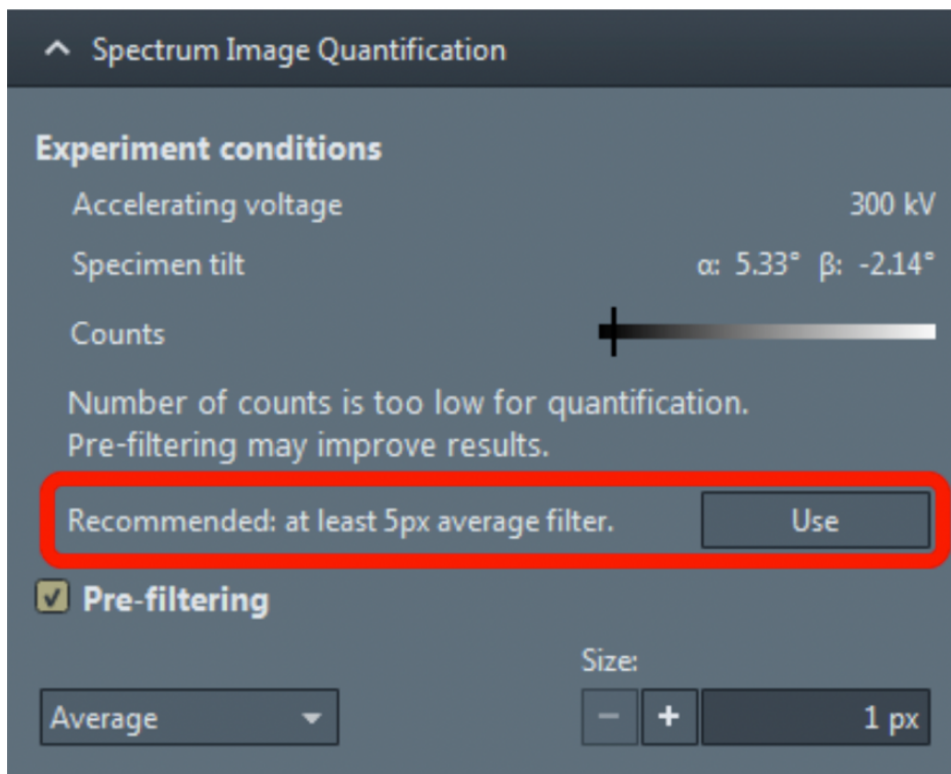 Spectrum Image Quantification
Experiment conditions
Accelerating voltage 300 kV
Specimen tilt α: 5.33° β: -2.14°
Counts
Number of counts is too low for quantification.
Pre-filtering may improve results.
Recommended: at least 5px average filter. Use
Pre-filtering
Size:
Average − + 1 px